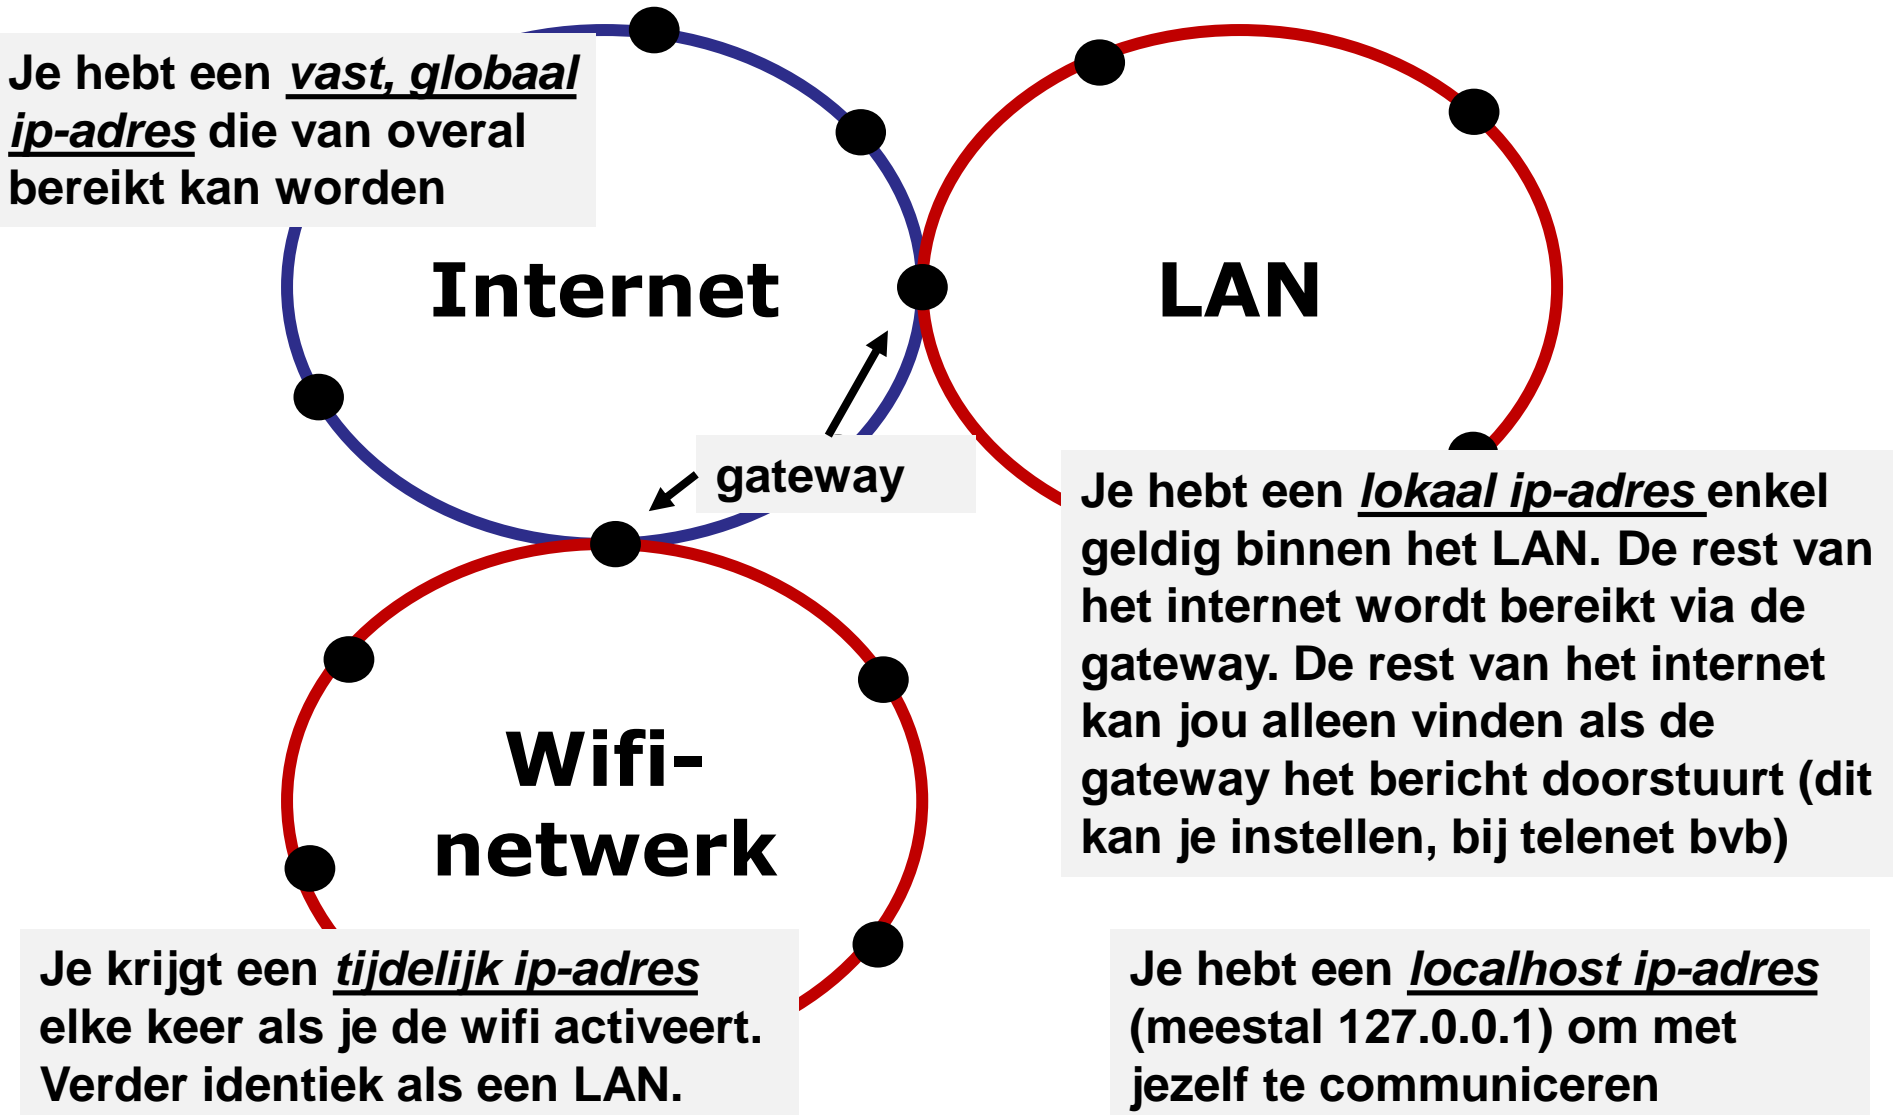 Je hebt een vast, globaal
ip-adres die van overal
bereikt kan worden
Internet
LAN
gateway
Je hebt een lokaal ip-adres enkel
geldig binnen het LAN. De rest van
het internet wordt bereikt via de
gateway. De rest van het internet
kan jou alleen vinden als de
gateway het bericht doorstuurt (dit
kan je instellen, bij telenet bvb)
Wifi-
netwerk
Je krijgt een tijdelijk ip-adres
elke keer als je de wifi activeert.
Verder identiek als een LAN.
Je hebt een localhost ip-adres
(meestal 127.0.0.1) om met
jezelf te communiceren